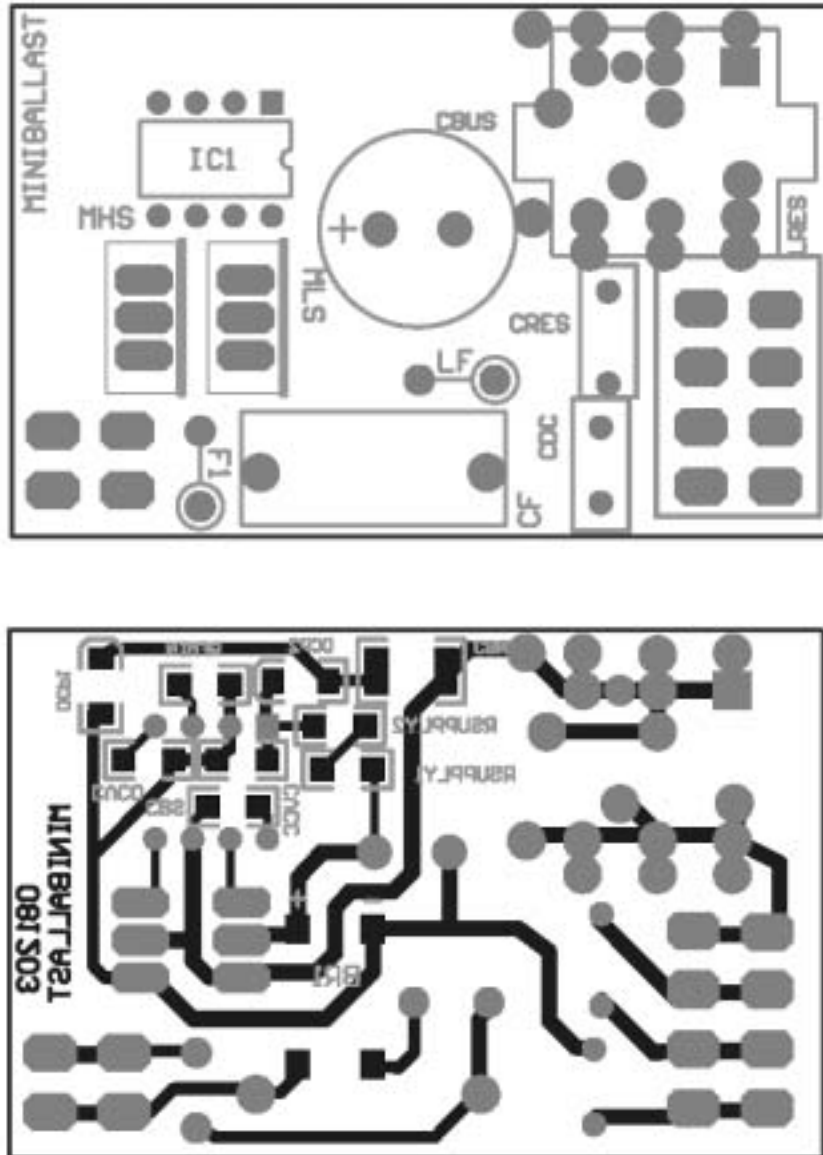 MINIBALLAST
CBUS
IC1
MHS
LRES
MLS
CRES
LF
CDC
F1
CF
RSUPPLY2
RSUPPLY1
MINIBALLAST
081203
BR1